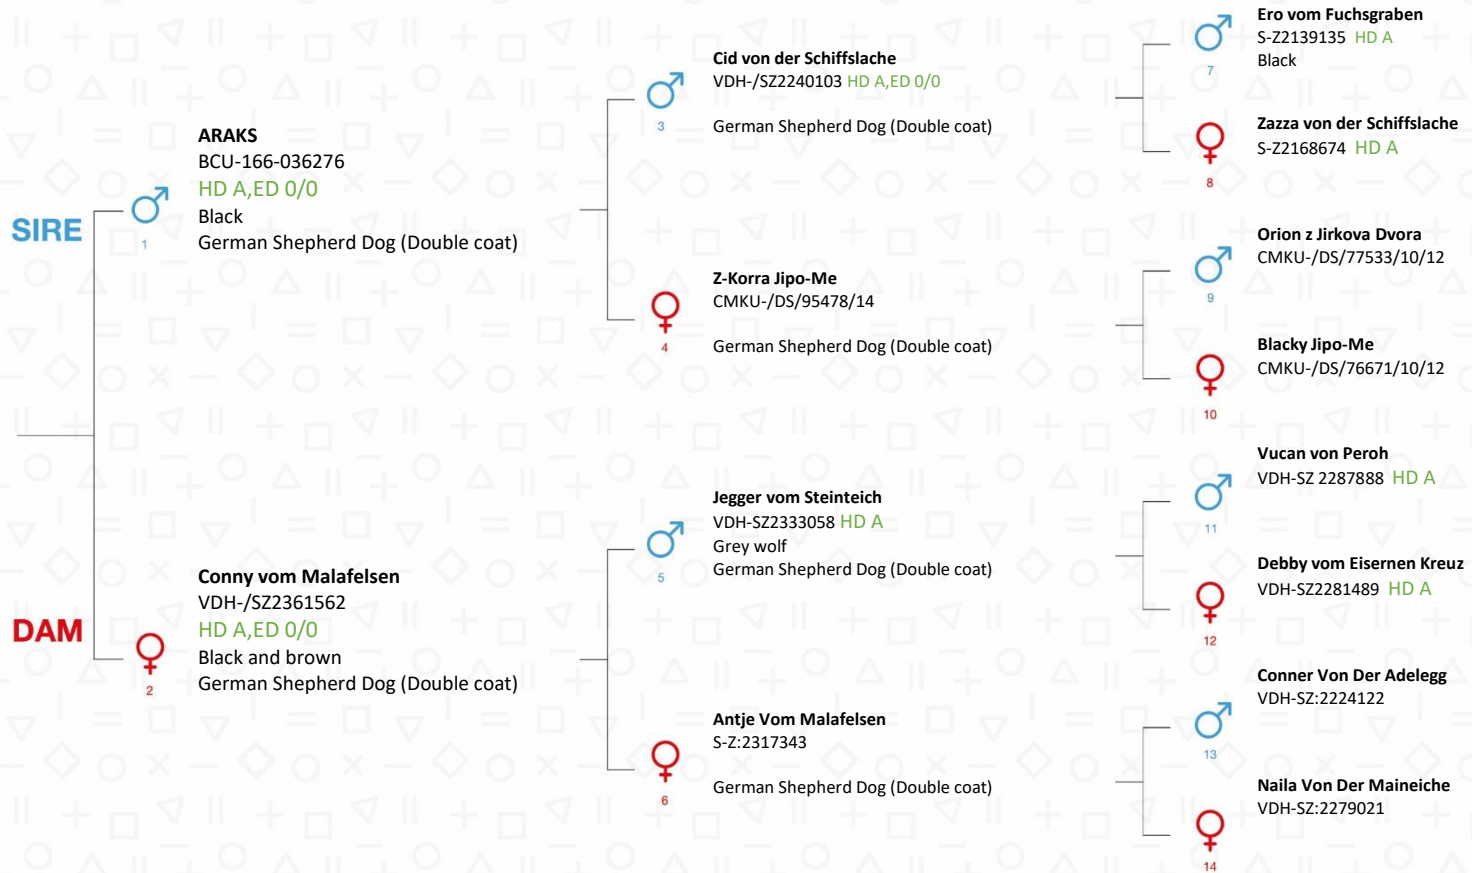 SIRE
1
ARAKS
BCU-166-036276
HD A,ED 0/0
Black
German Shepherd Dog (Double coat)
DAM
2
Conny vom Malafelsen
VDH-/SZ2361562
HD A,ED 0/0
Black and brown
German Shepherd Dog (Double coat)
3
Cid von der Schiffslache
VDH-/SZ2240103 HD A,ED 0/0
German Shepherd Dog (Double coat)
4
Z-Korra Jipo-Me
CMKU-/DS/95478/14
German Shepherd Dog (Double coat)
5
Jegger vom Steinteich
VDH-SZ2333058 HD A
Grey wolf
German Shepherd Dog (Double coat)
6
Antje Vom Malafelsen
S-Z:2317343
German Shepherd Dog (Double coat)
7
Ero vom Fuchsgraben
S-Z2139135 HD A
Black
8
Zazza von der Schiffslache
S-Z2168674 HD A
9
Orion z Jirkova Dvora
CMKU-/DS/77533/10/12
10
Blacky Jipo-Me
CMKU-/DS/76671/10/12
11
Vucan von Peroh
VDH-SZ 2287888 HD A
12
Debby vom Eisernen Kreuz
VDH-SZ2281489 HD A
13
Conner Von Der Adelegg
VDH-SZ:2224122
14
Naila Von Der Maineiche
VDH-SZ:2279021